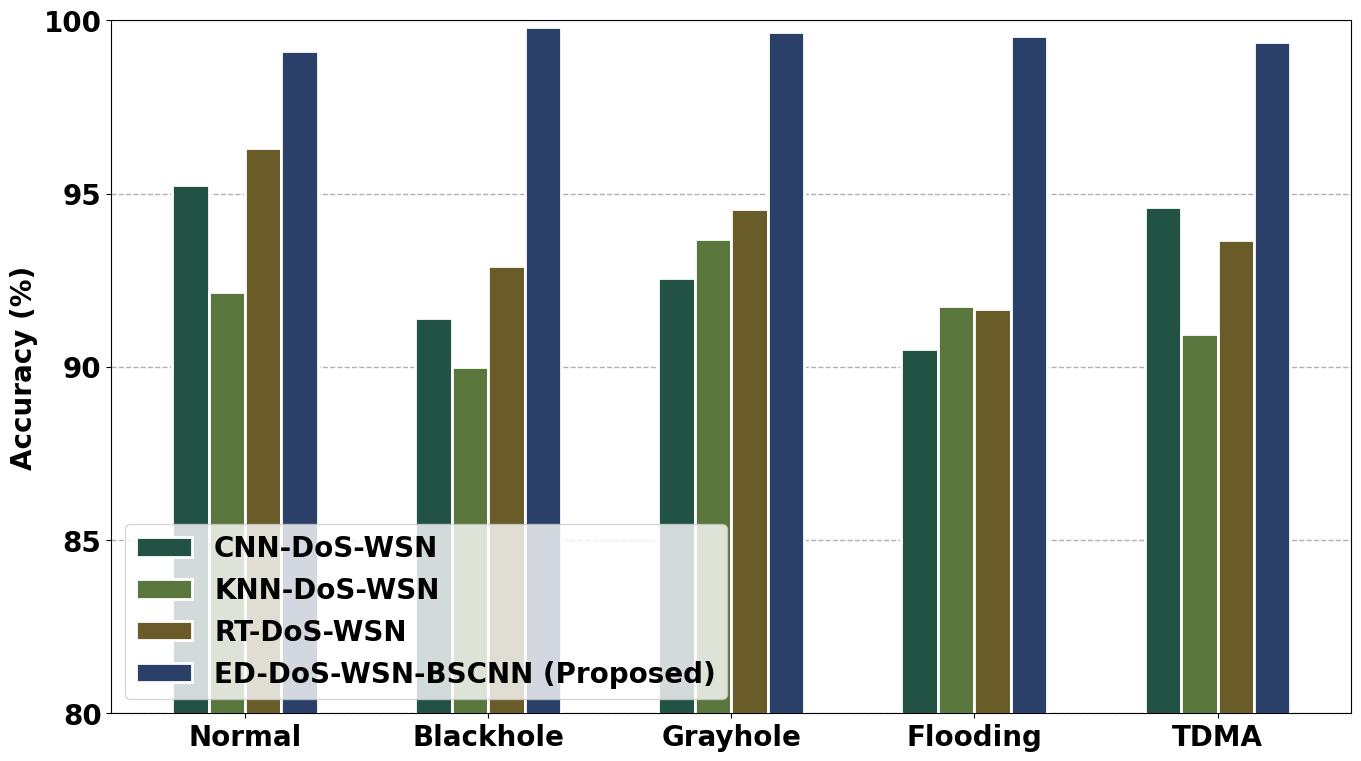 Accuracy (%)
100
95
90
85
80
CNN-DoS-WSN
KNN-DoS-WSN
RT-DoS-WSN
ED-DoS-WSN-BSCNN (Proposed)
Normal Blackhole Grayhole Flooding TDMA